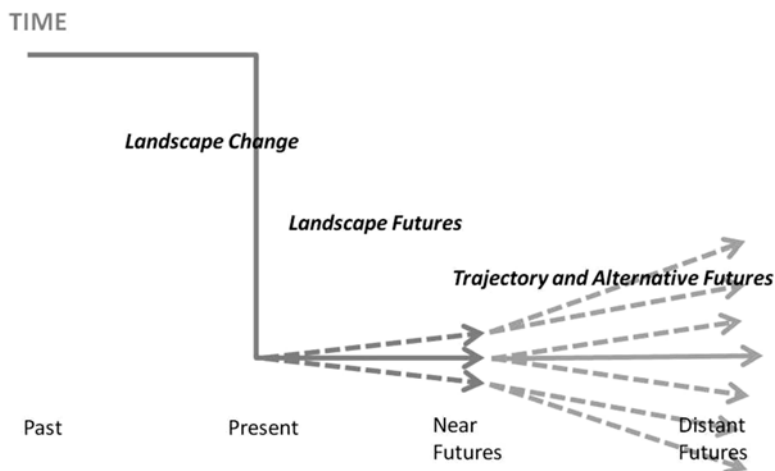 TIME
Landscape Change
Landscape Futures
Trajectory and Alternative Futures
Past
Present
Near
Futures
Distant
Futures